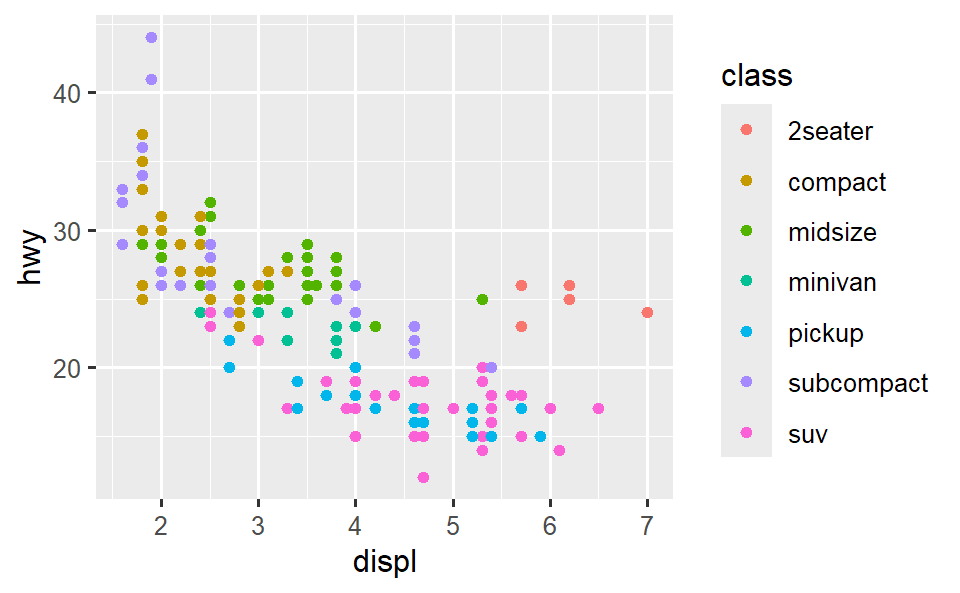 40
30
20
hwy
2
3
4
5
6
7
displ
class
2seater
compact
midsize
minivan
pickup
subcompact
suv